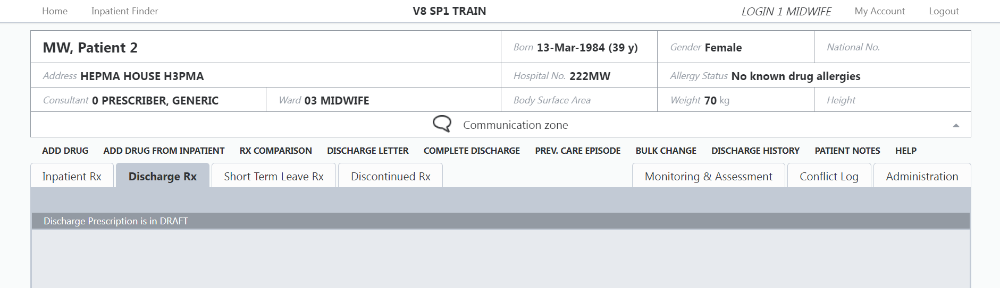 Home Inpatient Finder V8 SP1 TRAIN LOGIN 1 MIDWIFE My Account Logout
MW, Patient 2 Born 13-Mar-1984 (39 y) Gender Female National No.
Address HEPMA HOUSE H3PMA Hospital No. 222MW Allergy Status No known drug allergies
Consultant 0 PRESCRIBER, GENERIC Ward 03 MIDWIFE Body Surface Area Weight 70 kg Height
Communication zone
ADD DRUG ADD DRUG FROM INPATIENT RX COMPARISON DISCHARGE LETTER COMPLETE DISCHARGE PREV. CARE EPISODE BULK CHANGE DISCHARGE HISTORY PATIENT NOTES HELP
Inpatient Rx Discharge Rx Short Term Leave Rx Discontinued Rx Monitoring & Assessment Conflict Log Administration
Discharge Prescription is in DRAFT